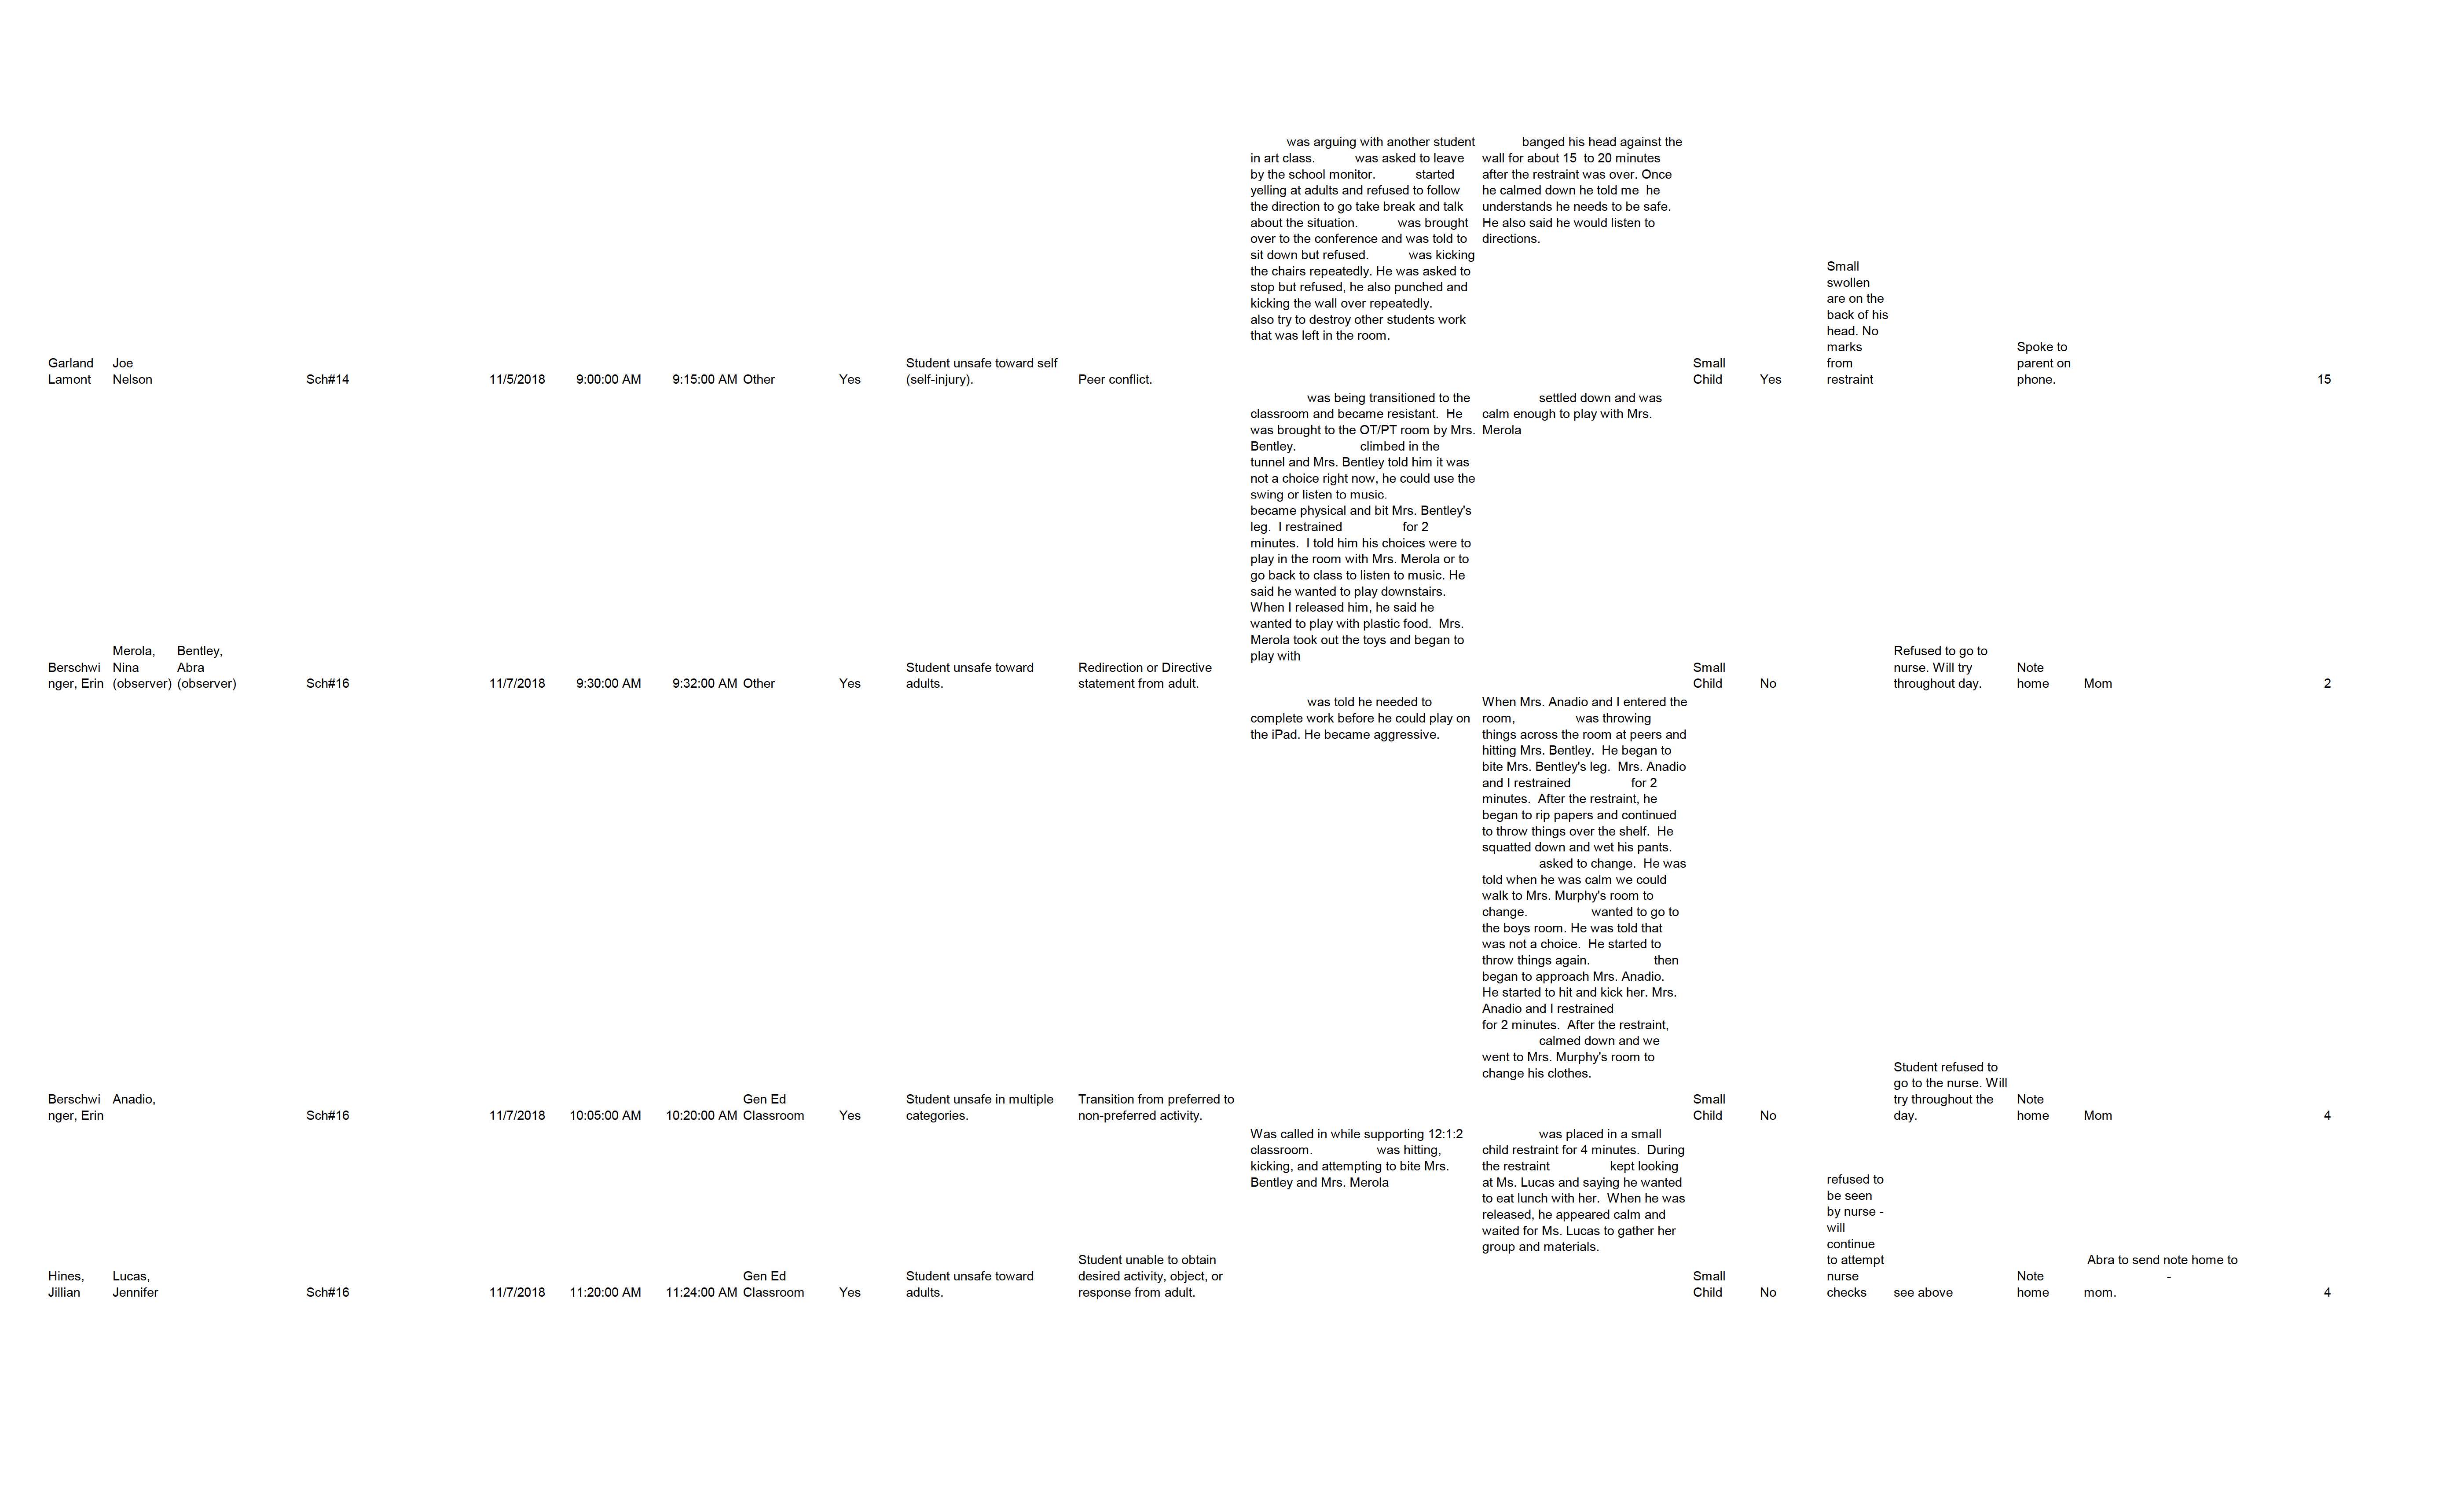 was arguing with another student
in art class. was asked to leave
by the school monitor. started
yelling at adults and refused to follow
the direction to go take break and talk
about the situation. was brought
over to the conference and was told to
sit down but refused. was kicking
the chairs repeatedly. He was asked to
stop but refused, he also punched and
kicking the wall over repeatedly.
also try to destroy other students work
that was left in the room.
banged his head against the
wall for about 15 to 20 minutes
after the restraint was over. Once
he calmed down he told me he
understands he needs to be safe.
He also said he would listen to
directions.
Garland
Lamont
Joe
Nelson
Sch#14
11/5/2018
9:00:00 AM
9:15:00 AM
Other
Yes
Student unsafe toward self
(self-injury).
Peer conflict.
Small
Child
Yes
Small
swollen
are on the
back of his
head. No
marks
from
restraint
Spoke to
parent on
phone.
15
was being transitioned to the
classroom and became resistant. He
was brought to the OT/PT room by Mrs.
Bentley. climbed in the
tunnel and Mrs. Bentley told him it was
not a choice right now, he could use the
swing or listen to music.
became physical and bit Mrs. Bentley's
leg. I restrained for 2
minutes. I told him his choices were to
play in the room with Mrs. Merola or to
go back to class to listen to music. He
said he wanted to play downstairs.
When I released him, he said he
wanted to play with plastic food. Mrs.
Merola took out the toys and began to
play with
settled down and was
calm enough to play with Mrs.
Merola
Berschwi
nger, Erin
Merola,
Nina
(observer)
Bentley,
Abra
(observer)
Sch#16
11/7/2018
9:30:00 AM
9:32:00 AM
Other
Yes
Student unsafe toward
adults.
Redirection or Directive
statement from adult.
Small
Child
No
Refused to go to
nurse. Will try
throughout day.
Note
home
Mom
2
was told he needed to
complete work before he could play on
the iPad. He became aggressive.
When Mrs. Anadio and I entered the
room, was throwing
things across the room at peers and
hitting Mrs. Bentley. He began to
bite Mrs. Bentley's leg. Mrs. Anadio
and I restrained for 2
minutes. After the restraint, he
began to rip papers and continued
to throw things over the shelf. He
squatted down and wet his pants.
asked to change. He was
told when he was calm we could
walk to Mrs. Murphy's room to
change. wanted to go to
the boys room. He was told that
was not a choice. He started to
throw things again. then
began to approach Mrs. Anadio.
He started to hit and kick her. Mrs.
Anadio and I restrained
for 2 minutes. After the restraint,
calmed down and we
went to Mrs. Murphy's room to
change his clothes.
Berschwi
nger, Erin
Anadio,
Sch#16
11/7/2018
10:05:00 AM
10:20:00 AM
Gen Ed
Classroom
Yes
Student unsafe in multiple
categories.
Transition from preferred to
non-preferred activity.
Small
Child
No
Student refused to
go to the nurse. Will
try throughout the
day.
Note
home
Mom
4
Was called in while supporting 12:1:2
classroom. was hitting,
kicking, and attempting to bite Mrs.
Bentley and Mrs. Merola
was placed in a small
child restraint for 4 minutes. During
the restraint kept looking
at Ms. Lucas and saying he wanted
to eat lunch with her. When he was
released, he appeared calm and
waited for Ms. Lucas to gather her
group and materials.
Hines,
Jillian
Lucas,
Jennifer
Sch#16
11/7/2018
11:20:00 AM
11:24:00 AM
Gen Ed
Classroom
Yes
Student unsafe toward
adults.
Student unable to obtain
desired activity, object, or
response from adult.
Small
Child
No
refused to
be seen
by nurse -
will
continue
to attempt
nurse
checks
see above
Note
home
Abra to send note home to
-
mom.
4